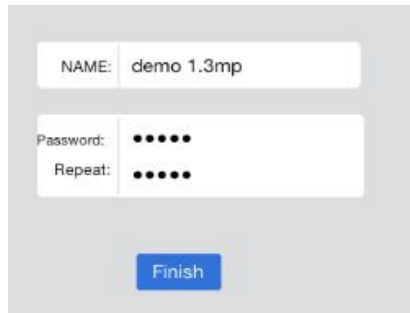 NAME: demo 1.3mp
Password: •••••
Repeat: •••••
Finish